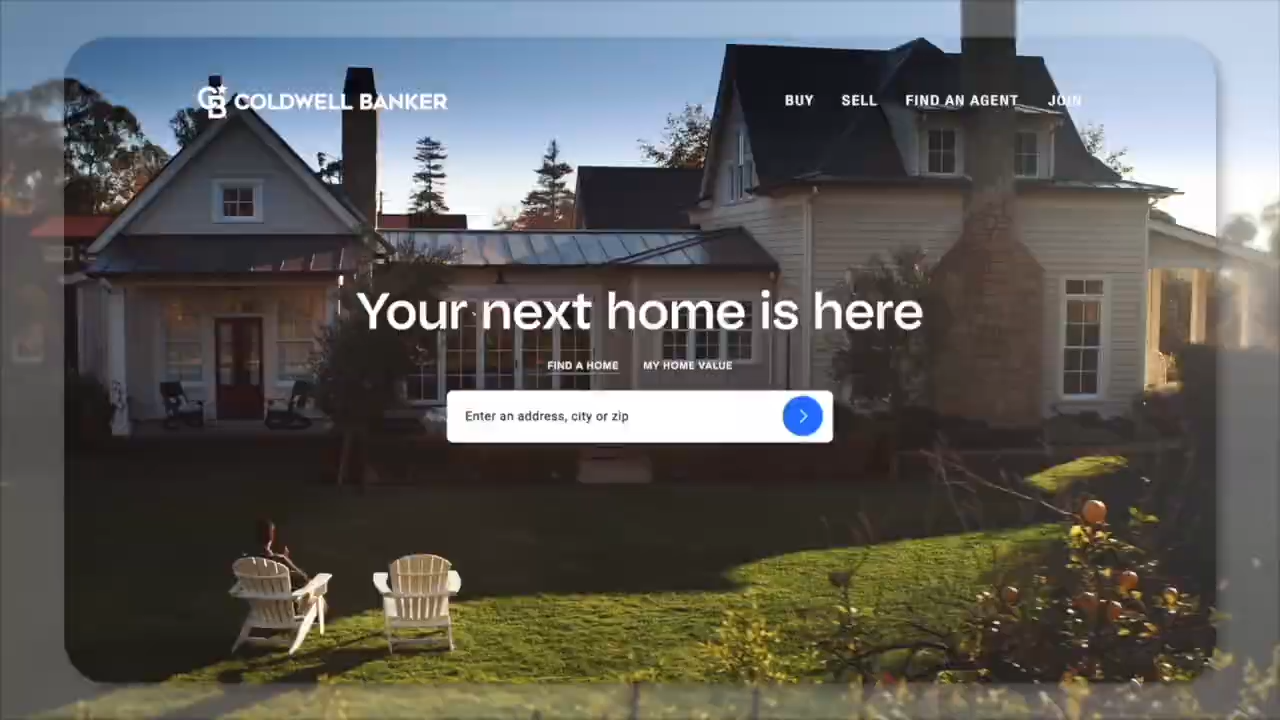 CB COLDWELL BANKER
BUY SELL FIND AN AGENT JOIN
Your next home is here
FIND A HOME MY HOME VALUE
Enter an address, city or zip